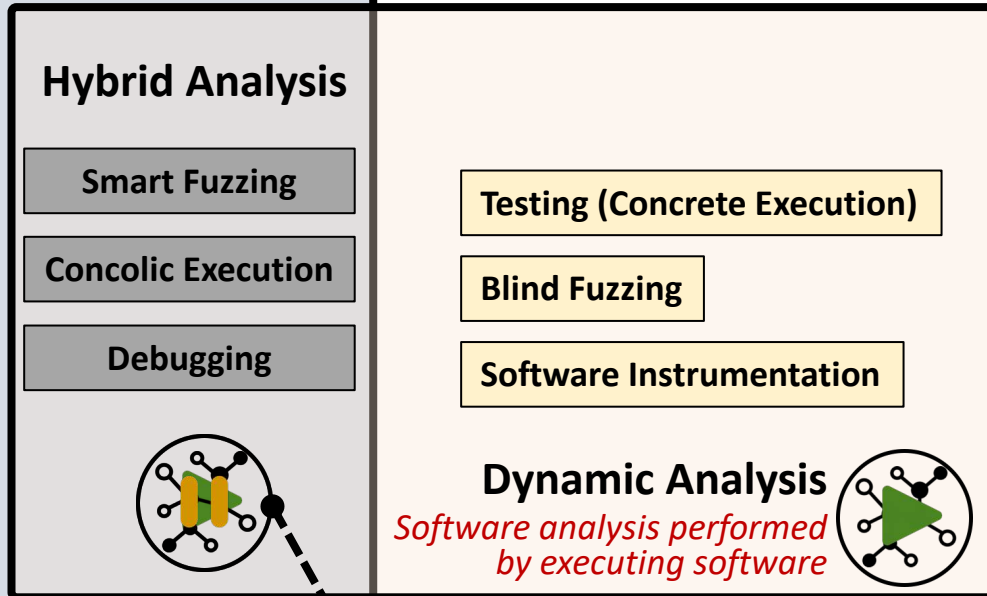 Hybrid Analysis
Smart Fuzzing
Concolic Execution
Debugging
Testing (Concrete Execution)
Blind Fuzzing
Software Instrumentation
Dynamic Analysis
Software analysis performed
by executing software